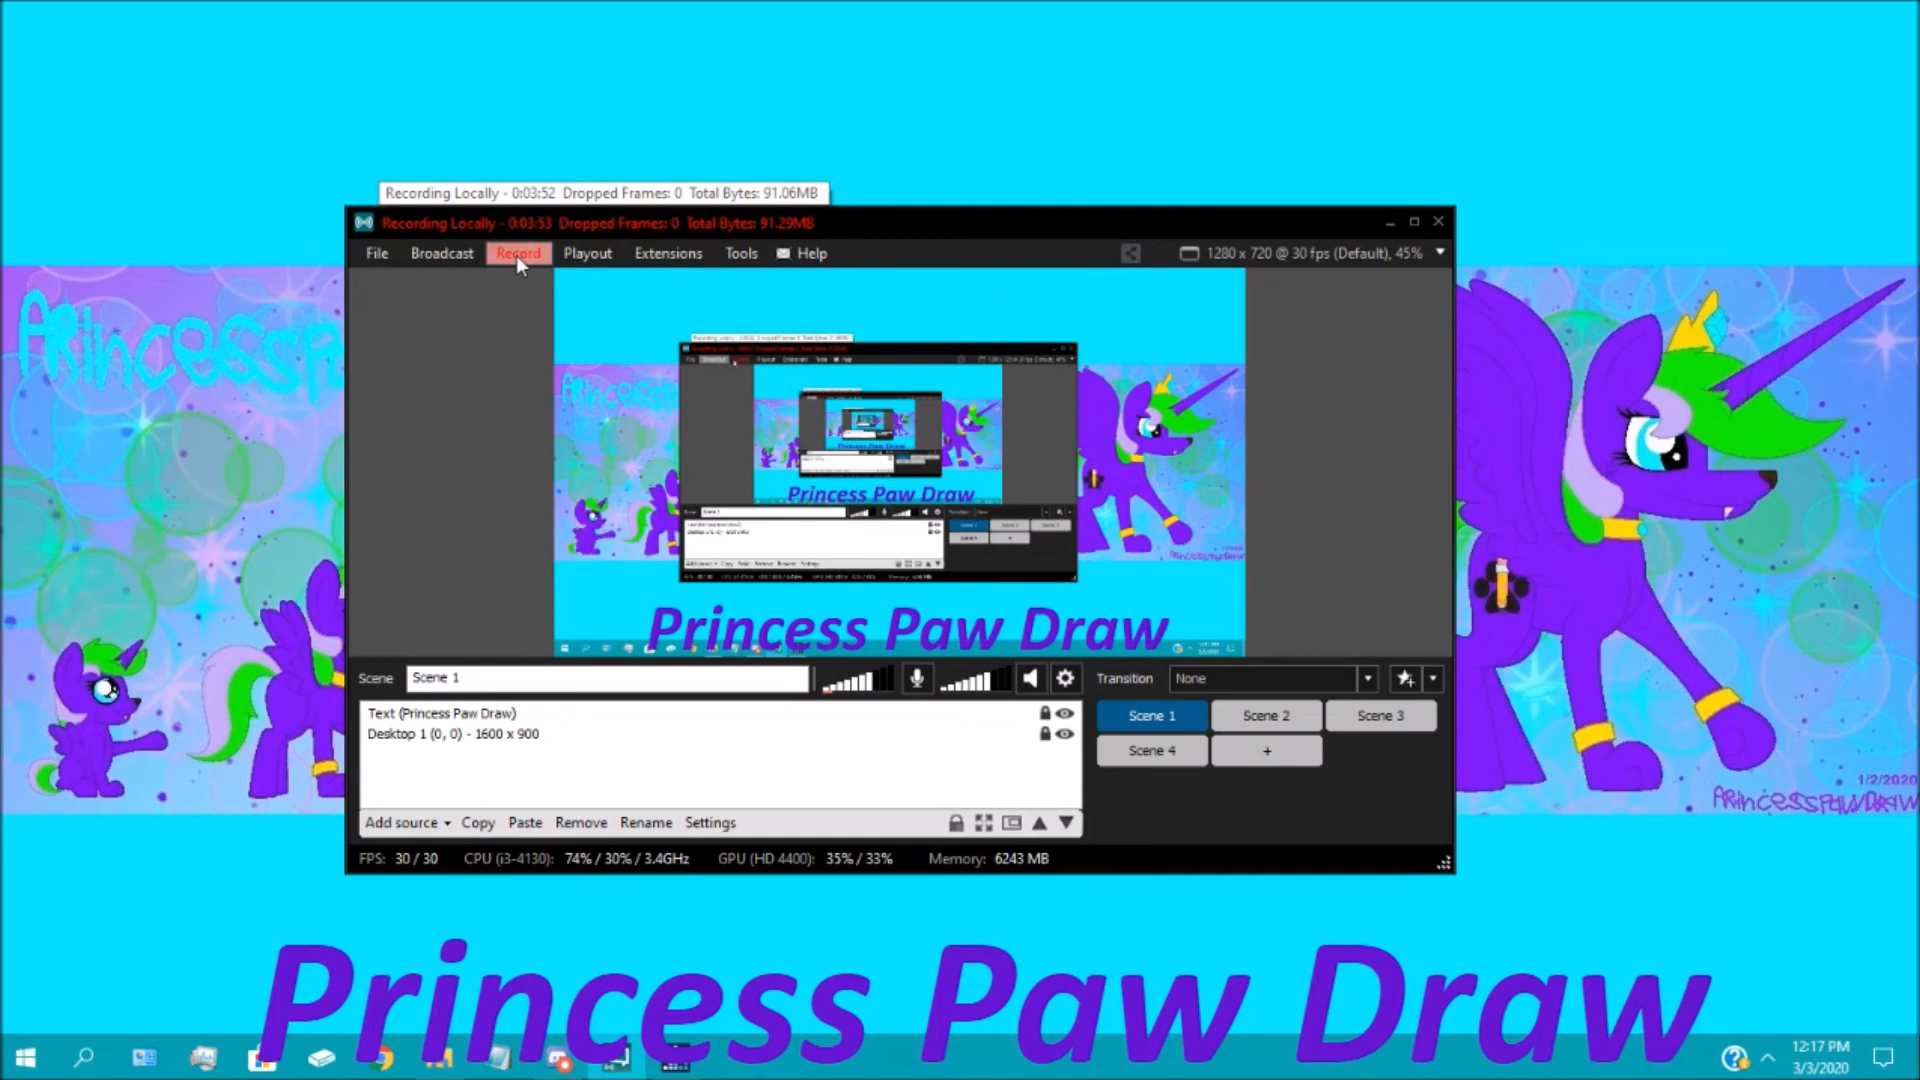 Recording Locally - 0:03:52 Dropped Frames: 0 Total Bytes: 91.06MB
Recording Locally - 0:03:53 Dropped Frames: 0 Total Bytes: 91.29MB
File Broadcast Record Playout Extensions Tools Help 1280 x 720 @ 30 fps (Default), 45%
Princess Paw Draw
Princess Paw Draw
Scene Scene 1 Transition None
Text (Princess Paw Draw) Scene 1 Scene 2 Scene 3
Desktop 1 (0, 0) - 1600 x 900
Scene 4 +
1/2/2020
Add source Copy Paste Remove Rename Settings
FPS: 30 / 30 CPU (i3-4130): 74% / 30% / 3.4GHz GPU (HD 4400): 35% / 33% Memory: 6243 MB
Princess Paw Draw
12:17 PM
3/3/2020